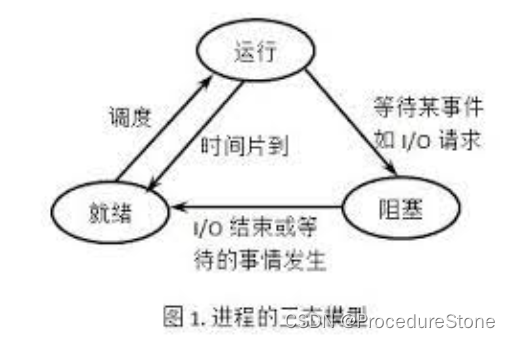 运行
调度
时间片到
等待某事件
如 I/O 请求
就绪
阻塞
I/O 结束或等
待的事情发生
图 1. 进程的三态模型
CSDN @ProcedureStone